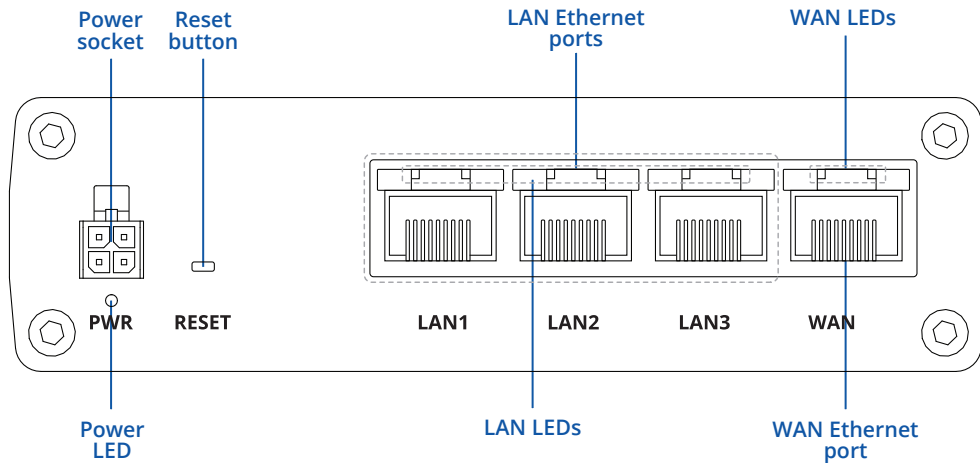 Power
socket
Reset
button
LAN Ethernet
ports
WAN LEDs
PWR
RESET
LAN1
LAN2
LAN3
WAN
Power
LED
LAN LEDs
WAN Ethernet
port